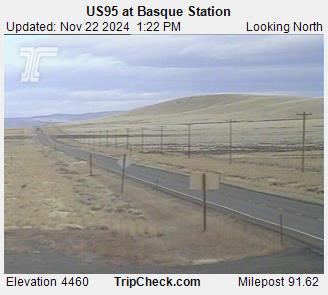 US95 at Basque Station
Updated: Nov 22 2024 1:22 PM Looking North
Elevation 4460 TripCheck.com Milepost 91.62